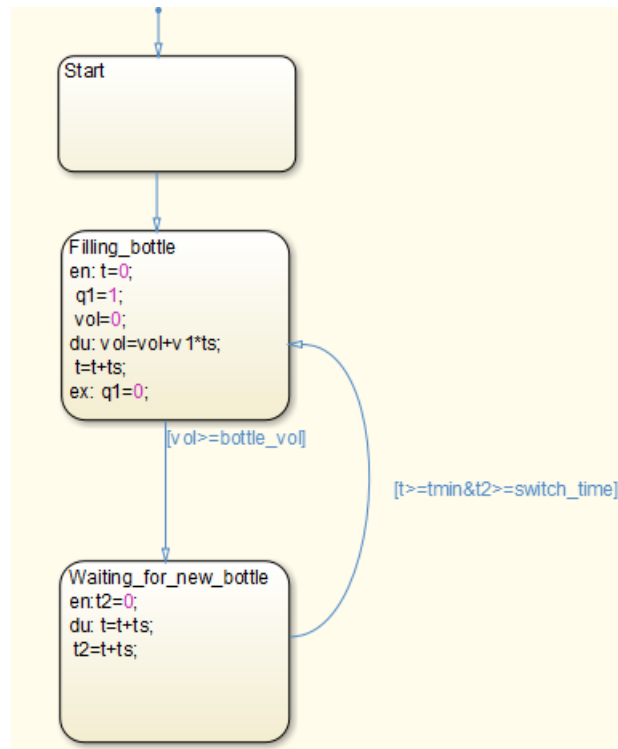 Start
Filling_bottle
en: t=0;
q1=1;
vol=0;
du: vol=vol+v1*ts;
t=t+ts;
ex: q1=0;
[vol>=bottle_vol]
[t>=tmin&t2>=switch_time]
Waiting_for_new_bottle
en:t2=0;
du: t=t+ts;
t2=t+ts;